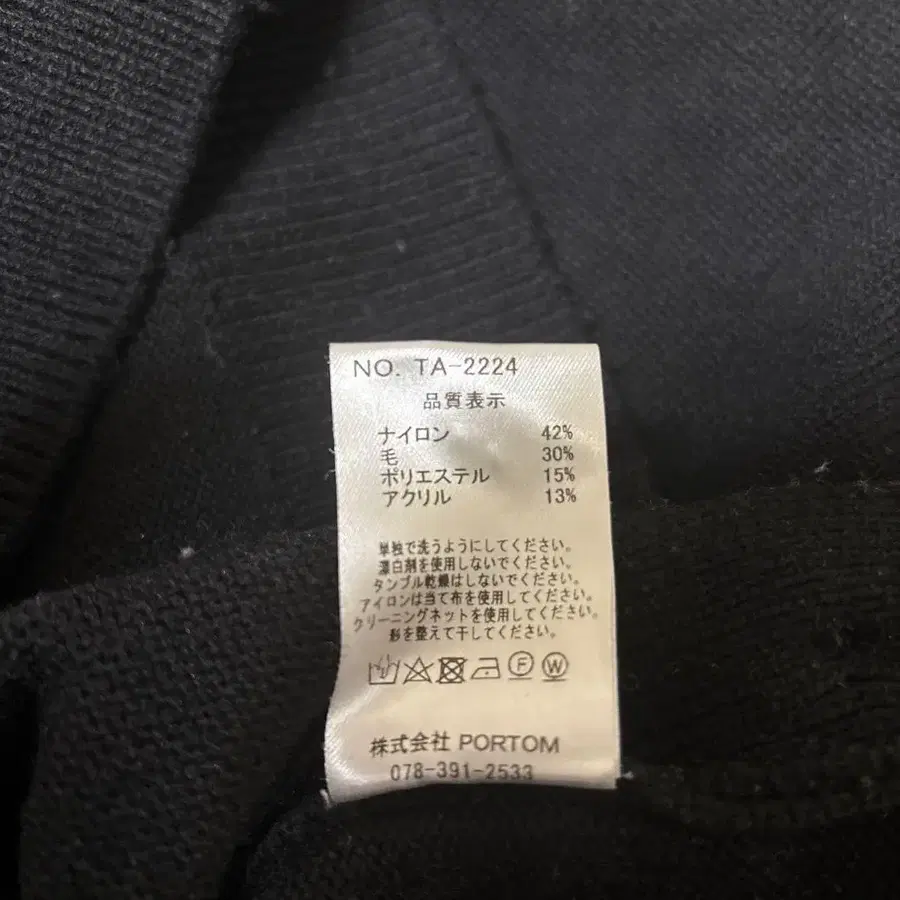 NO. TA-2224
品質表示
ナイロン 42%
毛 30%
ポリエステル 15%
アクリル 13%
単独で洗うようにしてください。
漂白剤を使用しないでください。
タンブル乾燥はしないでください。
アイロンは当て布を使用してください。
クリーニングネットを使用してください。
形を整えて干してください。
F W
株式会社 PORTOM
078-391-2533